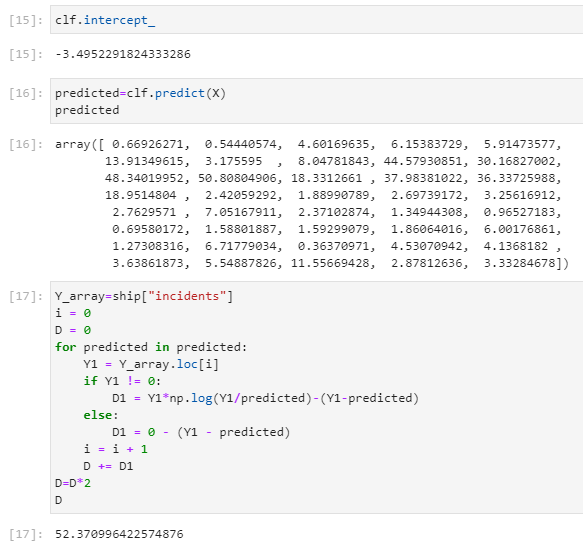 [15]: clf.intercept_
[15]: -3.4952291824333286
[16]: predicted=clf.predict(X)
predicted
[16]: array([ 0.66926271,  0.54440574,  4.60169635,  6.15383729,  5.91473577,
13.91349615,  3.175595  ,  8.04781843, 44.57930851, 30.16827002,
48.34019952, 50.80804906, 18.3312661 , 37.98381022, 36.33725988,
18.9514804 ,  2.42059292,  1.88990789,  2.69739172,  3.25616912,
2.7629571 ,  7.05167911,  2.37102874,  1.34944308,  0.96527183,
0.69580172,  1.58801887,  1.59299079,  1.86064016,  6.00176861,
1.27308316,  6.71779034,  0.36370971,  4.53070942,  4.1368182 ,
3.63861873,  5.54887826, 11.55669428,  2.87812636,  3.33284678])
[17]: Y_array=ship["incidents"]
i = 0
D = 0
for predicted in predicted:
    Y1 = Y_array.loc[i]
    if Y1 != 0:
        D1 = Y1*np.log(Y1/predicted)-(Y1-predicted)
    else:
        D1 = 0 - (Y1 - predicted)
    i = i + 1
    D += D1
D=D*2
D
[17]: 52.370996422574876